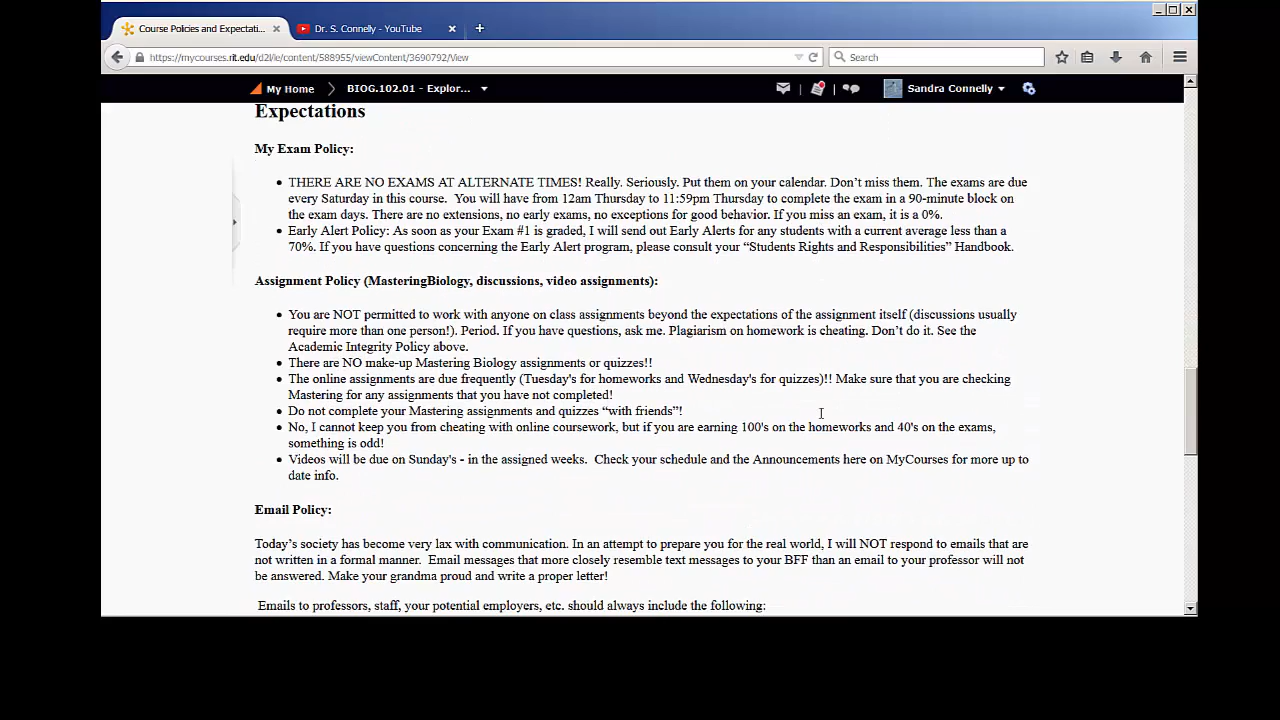 Course Policies and Expectati...
Dr. S. Connelly - YouTube
https://mycourses.rit.edu/d2l/le/content/588955/viewContent/3690792/View
Search
My Home
BIOG.102.01 - Explor...
Sandra Connelly
Expectations
My Exam Policy:
THERE ARE NO EXAMS AT ALTERNATE TIMES! Really. Seriously. Put them on your calendar. Don't miss them. The exams are due
every Saturday in this course. You will have from 12am Thursday to 11:59pm Thursday to complete the exam in a 90-minute block on
the exam days. There are no extensions, no early exams, no exceptions for good behavior. If you miss an exam, it is a 0%.
Early Alert Policy: As soon as your Exam #1 is graded, I will send out Early Alerts for any students with a current average less than a
70%. If you have questions concerning the Early Alert program, please consult your “Students Rights and Responsibilities” Handbook.
Assignment Policy (MasteringBiology, discussions, video assignments):
You are NOT permitted to work with anyone on class assignments beyond the expectations of the assignment itself (discussions usually
require more than one person!). Period. If you have questions, ask me. Plagiarism on homework is cheating. Don’t do it. See the
Academic Integrity Policy above.
There are NO make-up Mastering Biology assignments or quizzes!!
The online assignments are due frequently (Tuesday's for homeworks and Wednesday's for quizzes)!! Make sure that you are checking
Mastering for any assignments that you have not completed!
Do not complete your Mastering assignments and quizzes “with friends”!
No, I cannot keep you from cheating with online coursework, but if you are earning 100's on the homeworks and 40's on the exams,
something is odd!
Videos will be due on Sunday's - in the assigned weeks. Check your schedule and the Announcements here on MyCourses for more up to
date info.
Email Policy:
Today’s society has become very lax with communication. In an attempt to prepare you for the real world, I will NOT respond to emails that are
not written in a formal manner. Email messages that more closely resemble text messages to your BFF than an email to your professor will not
be answered. Make your grandma proud and write a proper letter!
Emails to professors, staff, your potential employers, etc. should always include the following: